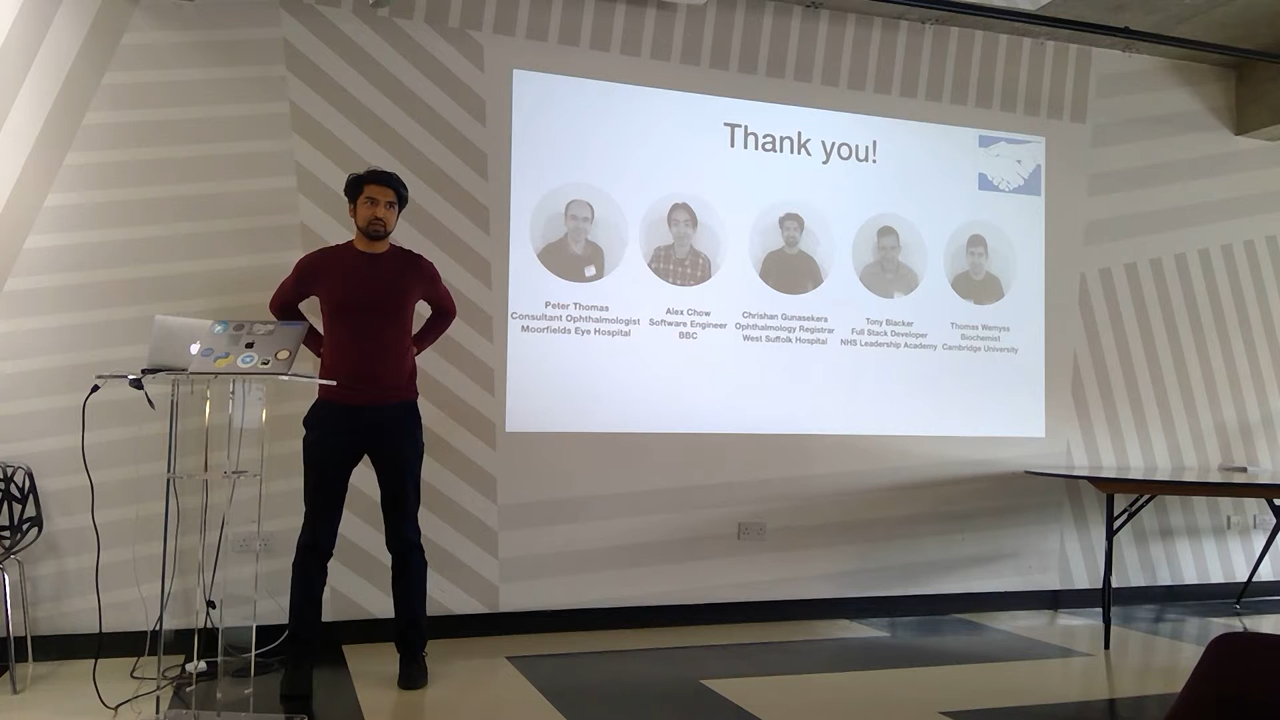 Thank you!
Peter Thomas
Consultant Ophthalmologist
Moorfields Eye Hospital
Alex Chow
Software Engineer
BBC
Chrishan Gunasekera
Ophthalmology Registrar
West Suffolk Hospital
Tony Blacker
Full Stack Developer
NHS Leadership Academy
Thomas Wemyss
Biochemist
Cambridge University